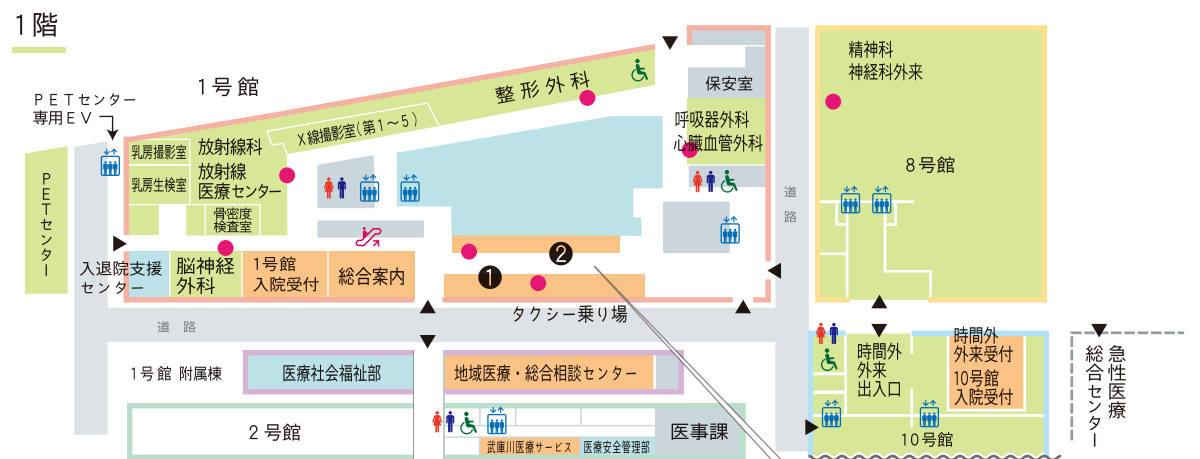 1階
1号館
PETセンター
専用EV
PETセンター
乳房撮影室
乳房生検室
放射線科
放射線
医療センター
骨密度
検査室
X線撮影室(第1～5)
整形外科
保安室
呼吸器外科
心臓血管外科
入退院支援
センター
脳神経
外科
1号館
入院受付
総合案内
1
2
タクシー乗り場
道路
道路
精神科
神経科外来
8号館
1号館 附属棟
医療社会福祉部
地域医療・総合相談センター
2号館
武庫川医療サービス
医療安全管理部
医事課
時間外
外来
出入口
時間外
外来受付
10号館
入院受付
10号館
急性医療
総合センター